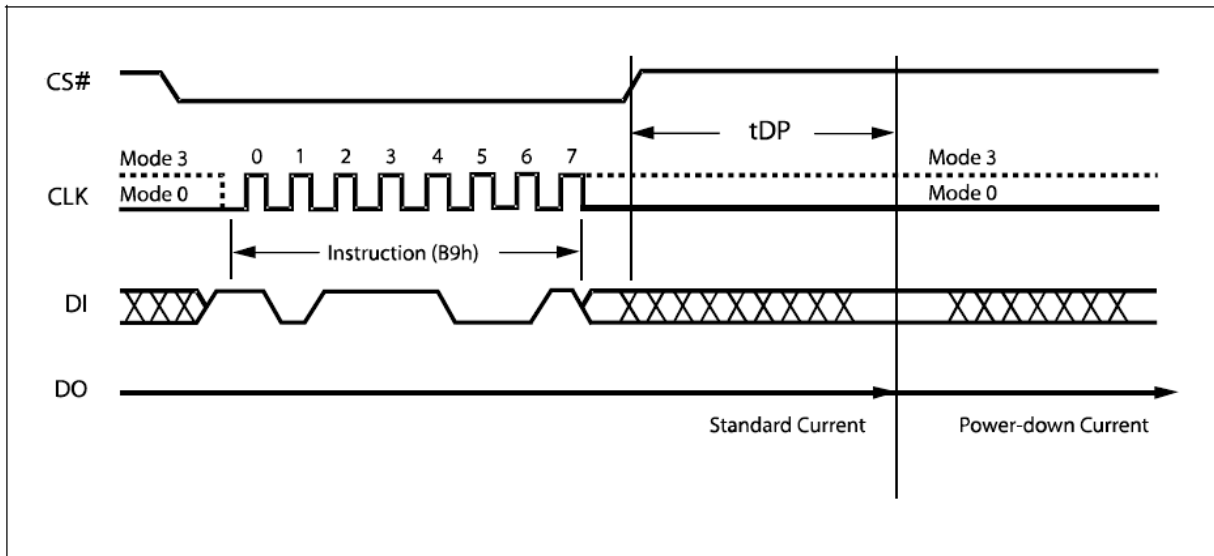 CS#
tDP
Mode 3 0 1 2 3 4 5 6 7 Mode 3
CLK Mode 0 Mode 0
Instruction (B9h)
DI
DO
Standard Current Power-down Current